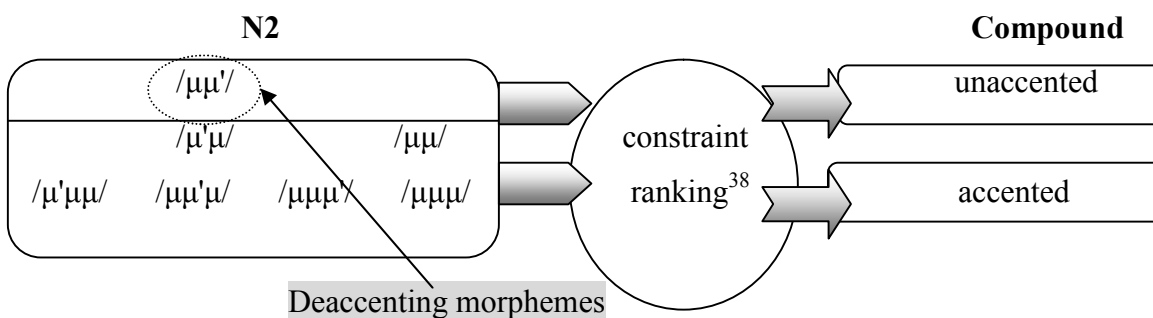 N2 Compound
/μμ'/ unaccented
/μ'μ/ /μμ/ constraint
/μ'μμ/ /μμ'μ/ /μμμ'/ /μμμ/ ranking38 accented
Deaccenting morphemes